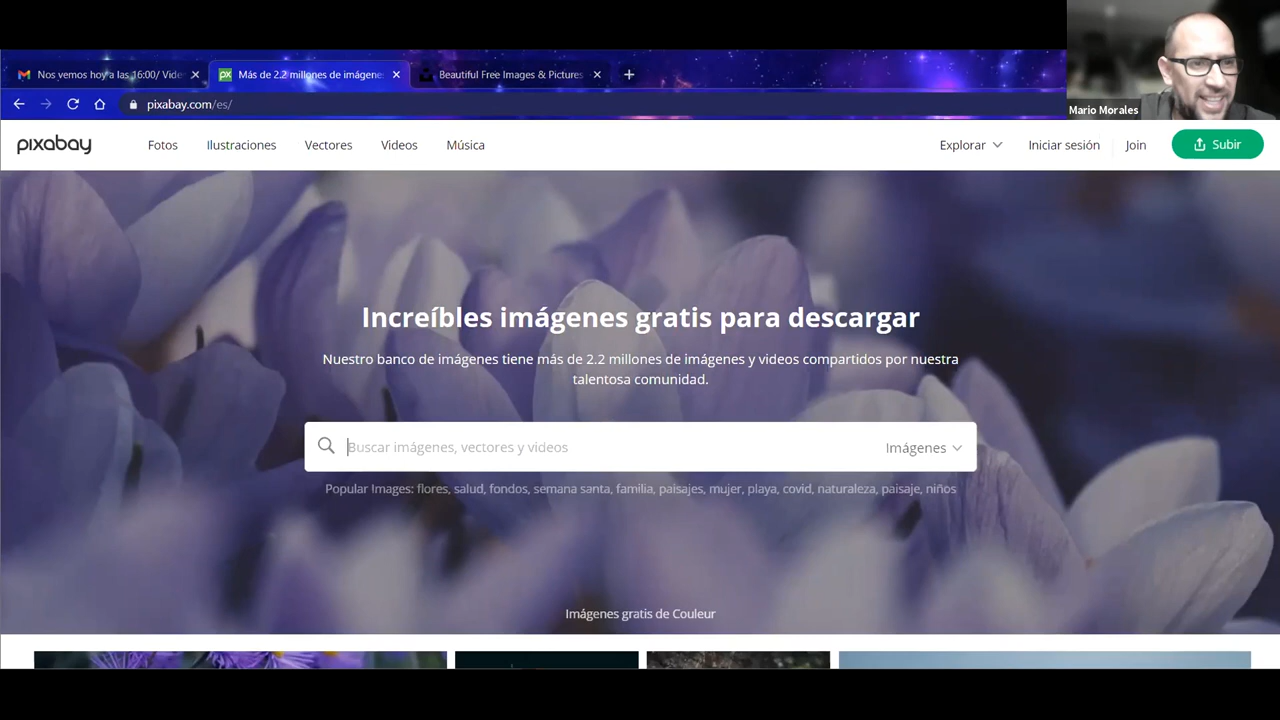 Nos vemos hoy a las 16:00/ Vide
Más de 2.2 millones de imágene
Beautiful Free Images & Pictures
pixabay.com/es/
Mario Morales
pixabay
Fotos
Ilustraciones
Vectores
Videos
Música
Explorar
Iniciar sesión
Join
Subir
Increíbles imágenes gratis para descargar
Nuestro banco de imágenes tiene más de 2.2 millones de imágenes y videos compartidos por nuestra
talentosa comunidad.
Buscar imágenes, vectores y videos
Imágenes
Popular Images: flores, salud, fondos, semana santa, familia, paisajes, mujer, playa, covid, naturaleza, paisaje, niños
Imágenes gratis de Couleur